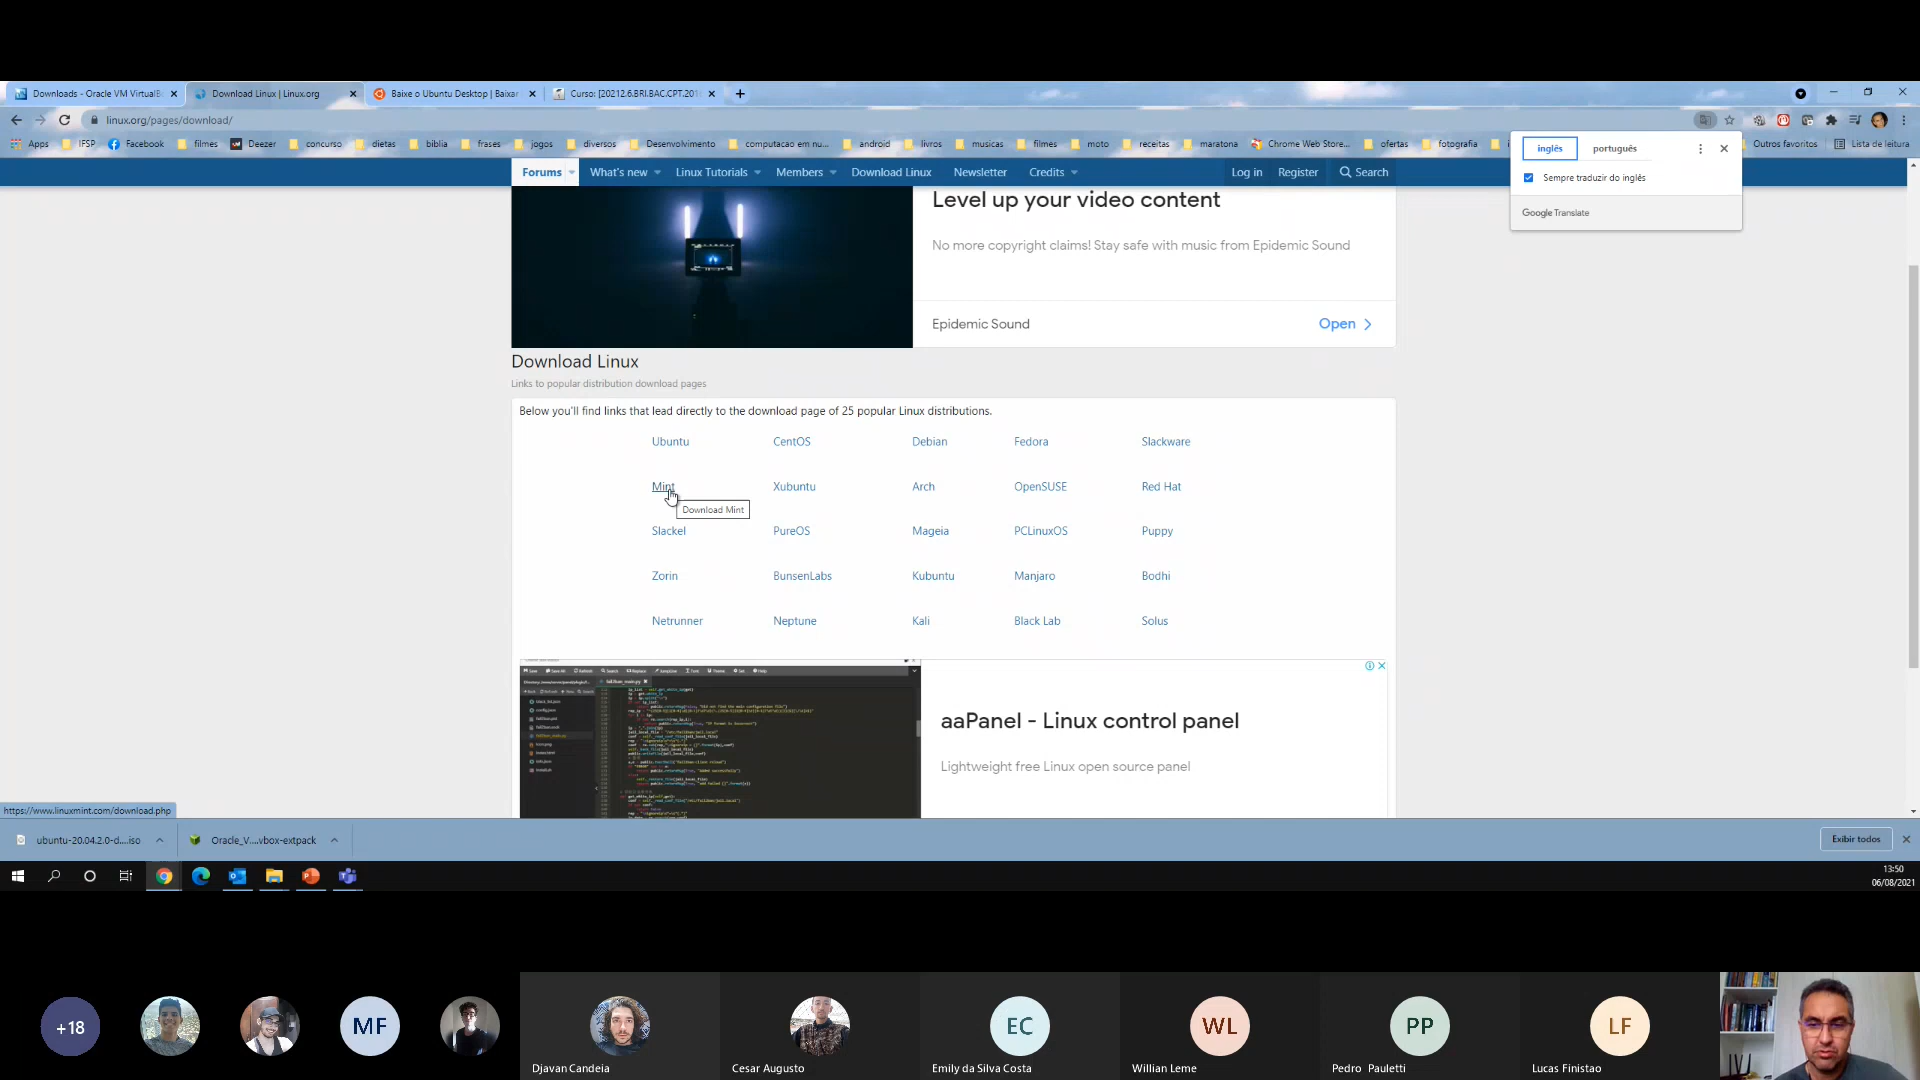 Downloads - Oracle VM VirtualB
Download Linux | Linux.org
Baixe o Ubuntu Desktop | Baixar
Curso: [20212.6.BRI.BAC.CPT.201
linux.org/pages/download/
Apps
IFSP
Facebook
filmes
Deezer
concurso
dietas
biblia
frases
jogos
diversos
Desenvolvimento
computacao em nu...
android
livros
musicas
filmes
moto
receitas
maratona
Chrome Web Store...
ofertas
fotografia
Outros favoritos
Lista de leitura
inglês
português
Sempre traduzir do inglês
Google Translate
Forums
What's new
Linux Tutorials
Members
Download Linux
Newsletter
Credits
Log in
Register
Search
Level up your video content
No more copyright claims! Stay safe with music from Epidemic Sound
Epidemic Sound
Open
Download Linux
Links to popular distribution download pages
Below you'll find links that lead directly to the download page of 25 popular Linux distributions.
Ubuntu CentOS Debian Fedora Slackware
Mint Xubuntu Arch OpenSUSE Red Hat
Download Mint
Slackel PureOS Mageia PCLinuxOS Puppy
Zorin BunsenLabs Kubuntu Manjaro Bodhi
Netrunner Neptune Kali Black Lab Solus
aaPanel - Linux control panel
Lightweight free Linux open source panel
https://www.linuxmint.com/download.php
ubuntu-20.04.2.0-d....iso
Oracle_V....vbox-extpack
Exibir todos
13:50
06/08/2021
+18
MF
EC
WL
PP
LF
Djavan Candeia
Cesar Augusto
Emily da Silva Costa
Willian Leme
Pedro Pauletti
Lucas Finistao